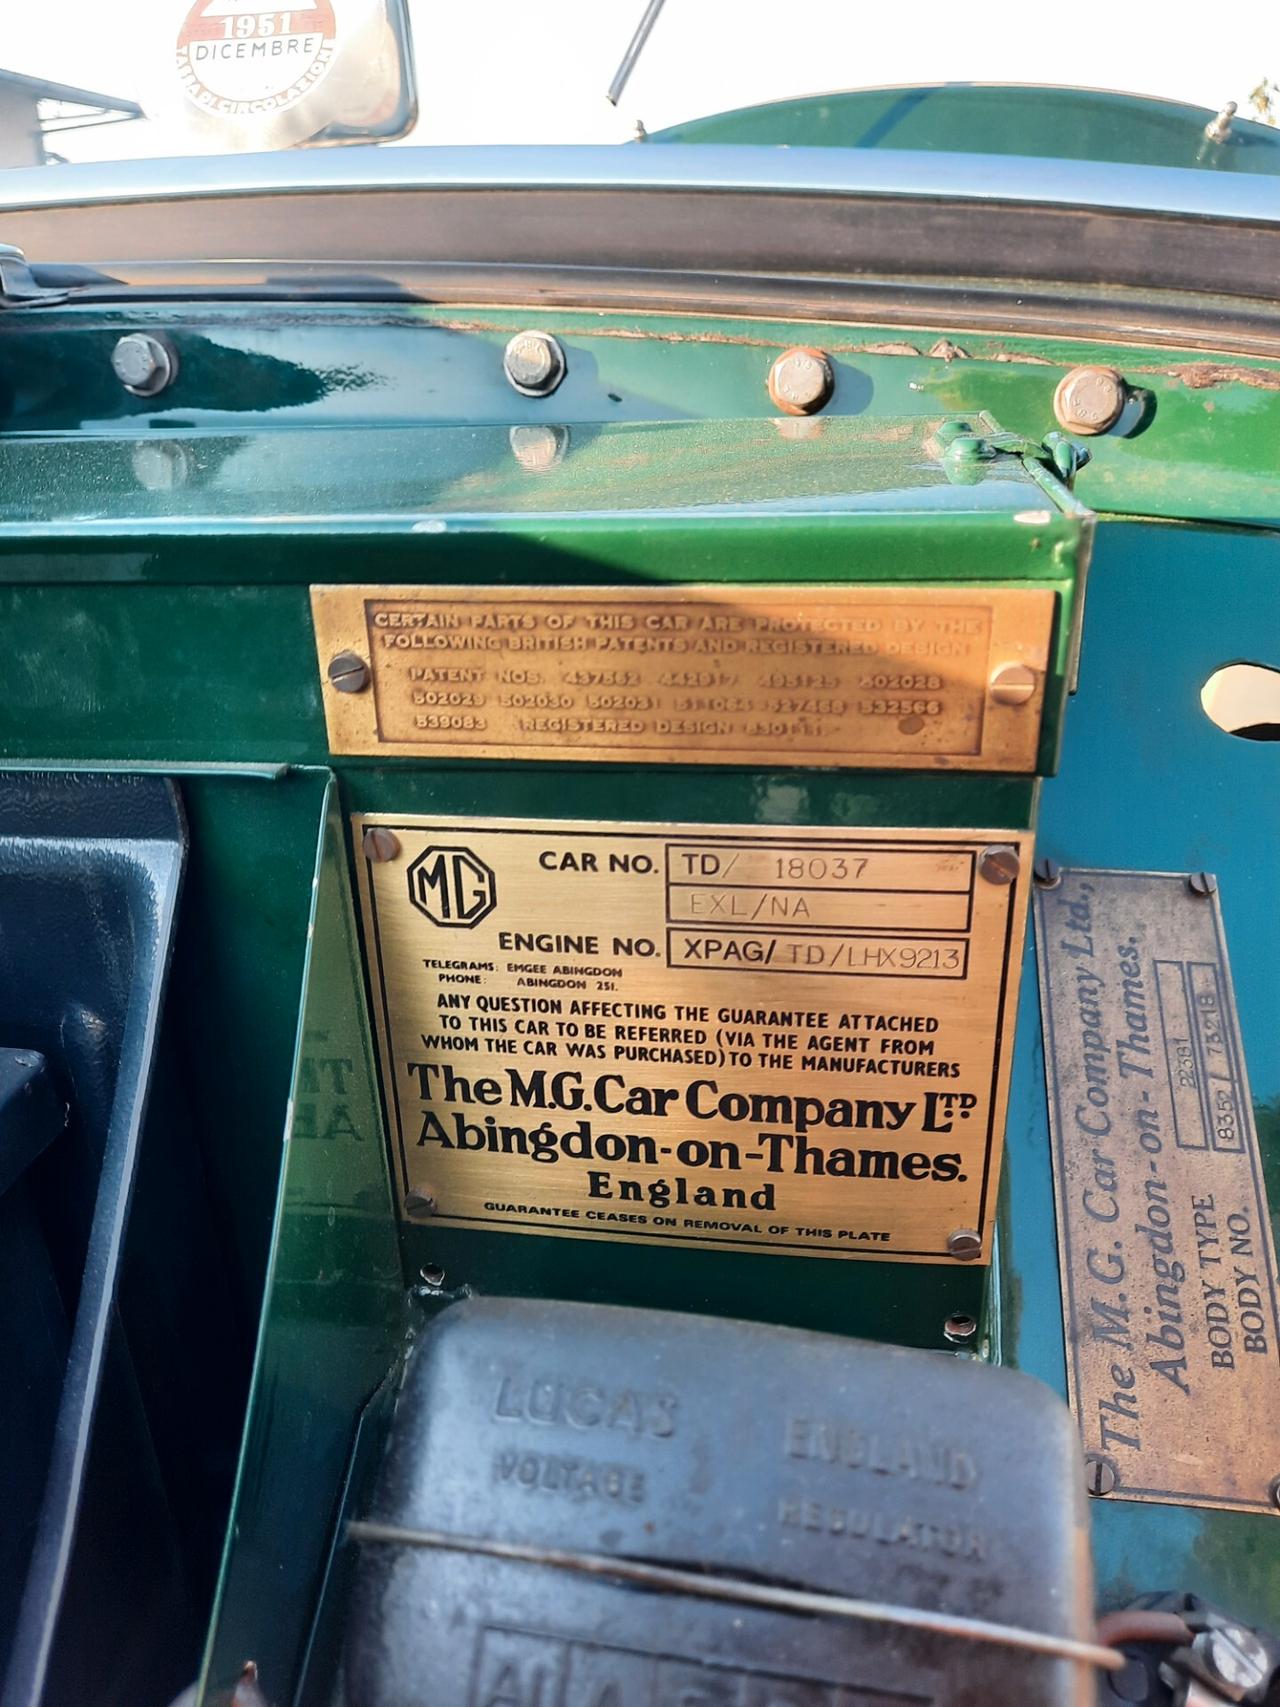 1951
DICEMBRE
TASSA DI CIRCOLAZIONE
CERTAIN PARTS OF THIS CAR ARE PROTECTED BY THE
FOLLOWING BRITISH PATENTS AND REGISTERED DESIGN
PATENT NOS. 437562 442917 495125 502028
502029 502030 502031 511064 527468 532566
539083 REGISTERED DESIGN 830111
MG
CAR NO. TD/ 18037
EXL/NA
ENGINE NO. XPAG/TD/LHX9213
TELEGRAMS: EMGEE ABINGDON
PHONE: ABINGDON 251.
ANY QUESTION AFFECTING THE GUARANTEE ATTACHED
TO THIS CAR TO BE REFERRED (VIA THE AGENT FROM
WHOM THE CAR WAS PURCHASED) TO THE MANUFACTURERS
The M.G. Car Company LTD
Abingdon-on-Thames.
England
GUARANTEE CEASES ON REMOVAL OF THIS PLATE
The M. G. Car Company Ltd.,
Abingdon-on-Thames.
BODY TYPE 22381
BODY NO. 8352/73218
LUCAS ENGLAND
VOLTAGE REGULATOR